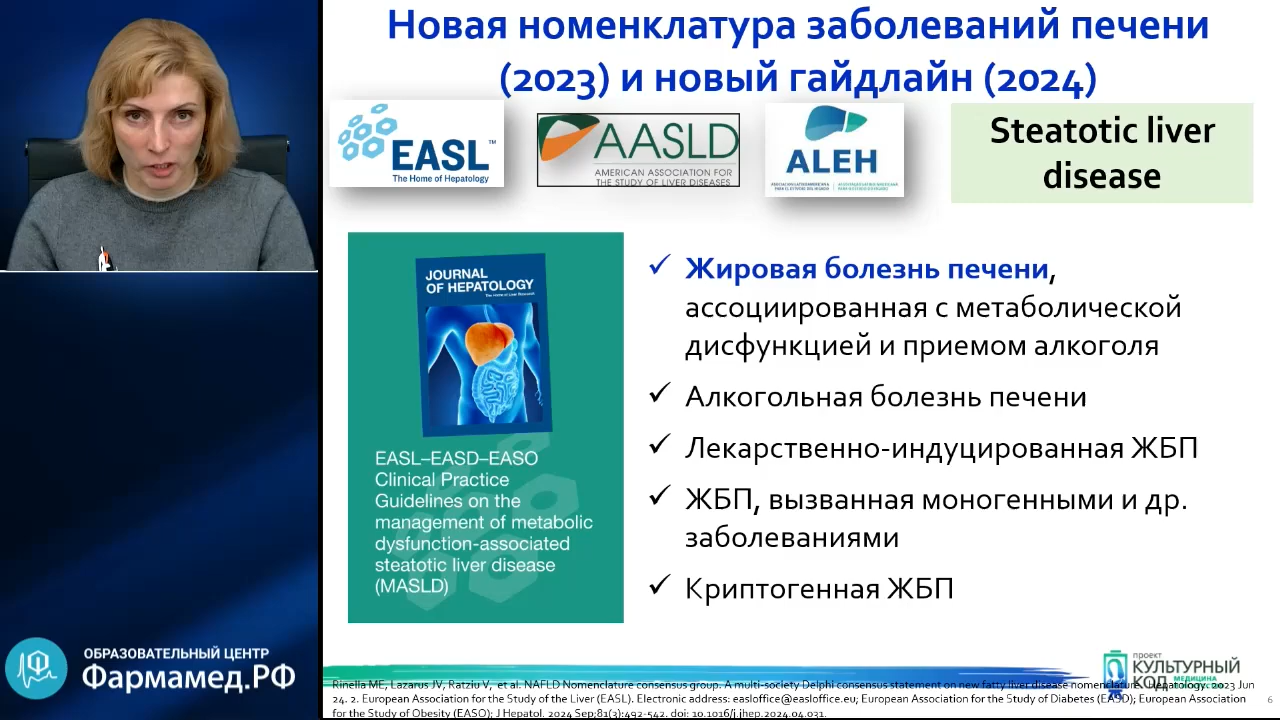 Новая номенклатура заболеваний печени
(2023) и новый гайдлайн (2024)
EASL™
The Home of Hepatology
AASLD
AMERICAN ASSOCIATION FOR
THE STUDY OF LIVER DISEASES
ALEH
Steatotic liver
disease
JOURNAL
OF HEPATOLOGY
EASL–EASD–EASO
Clinical Practice
Guidelines on the
management of metabolic
dysfunction-associated
steatotic liver disease
(MASLD)
✓ Жировая болезнь печени,
ассоциированная с метаболической
дисфункцией и приемом алкоголя
✓ Алкогольная болезнь печени
✓ Лекарственно-индуцированная ЖБП
✓ ЖБП, вызванная моногенными и др.
заболеваниями
✓ Криптогенная ЖБП
ОБРАЗОВАТЕЛЬНЫЙ ЦЕНТР
Фармамед.РФ
проект
КУЛЬТУРНЫЙ
КОД МЕДИЦИНА
Rinella ME, Lazarus JV, Ratziu V, et al. NAFLD Nomenclature consensus group. A multi-society Delphi consensus statement on new fatty liver disease nomenclature. Hepatology. 2023 Jun
24. 2. European Association for the Study of the Liver (EASL). Electronic address: easloffice@easloffice.eu; European Association for the Study of Diabetes (EASD); European Association
for the Study of Obesity (EASO); J Hepatol. 2024 Sep;81(3):492-542. doi: 10.1016/j.jhep.2024.04.031.
6